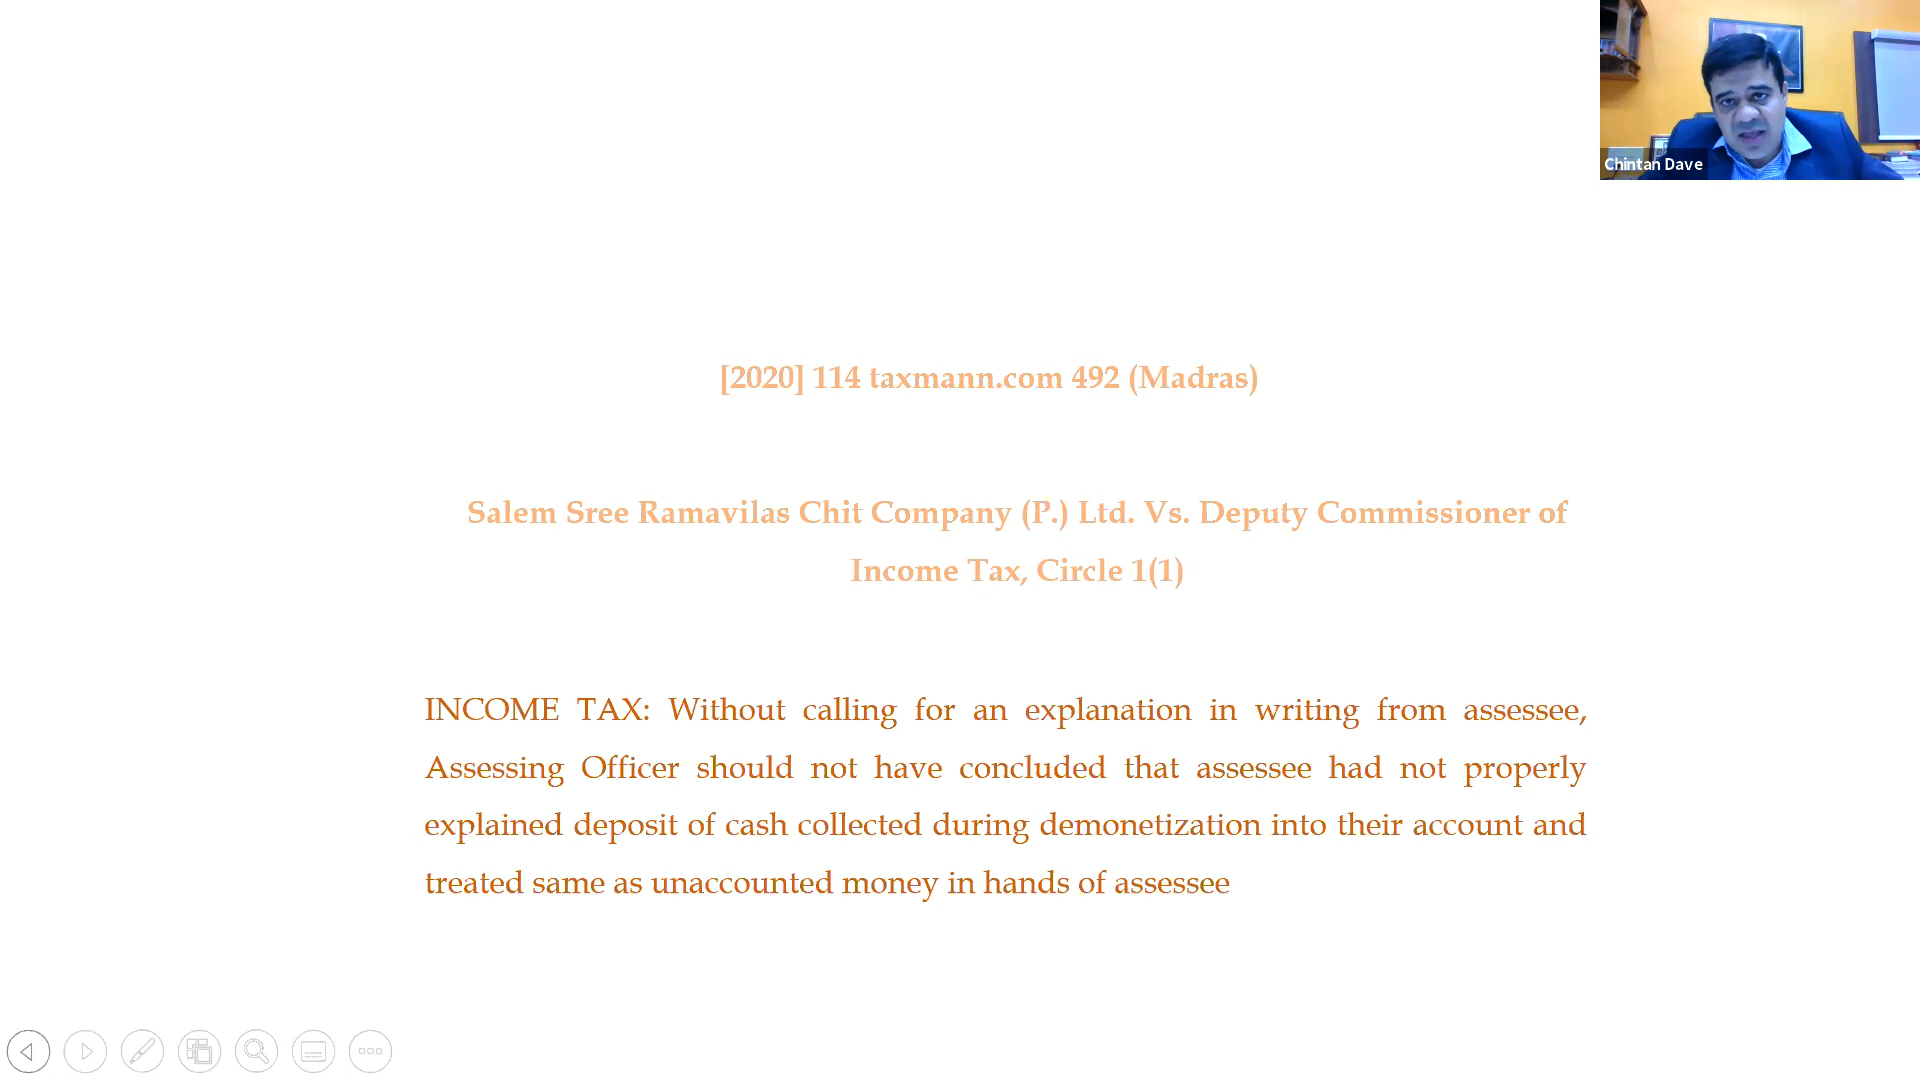 Chintan Dave
[2020] 114 taxmann.com 492 (Madras)
Salem Sree Ramavilas Chit Company (P.) Ltd. Vs. Deputy Commissioner of
Income Tax, Circle 1(1)
INCOME TAX: Without calling for an explanation in writing from assessee,
Assessing Officer should not have concluded that assessee had not properly
explained deposit of cash collected during demonetization into their account and
treated same as unaccounted money in hands of assessee